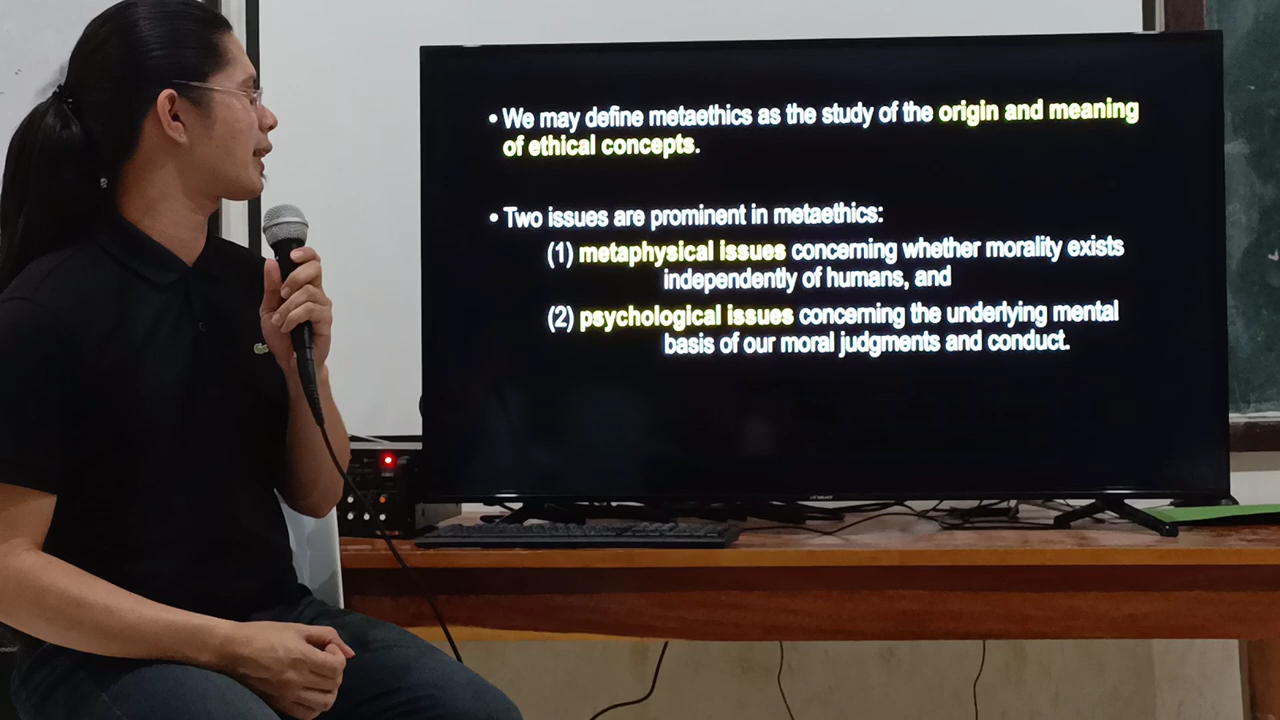 • We may define metaethics as the study of the origin and meaning
of ethical concepts.
• Two issues are prominent in metaethics:
(1) metaphysical issues concerning whether morality exists
independently of humans, and
(2) psychological issues concerning the underlying mental
basis of our moral judgments and conduct.